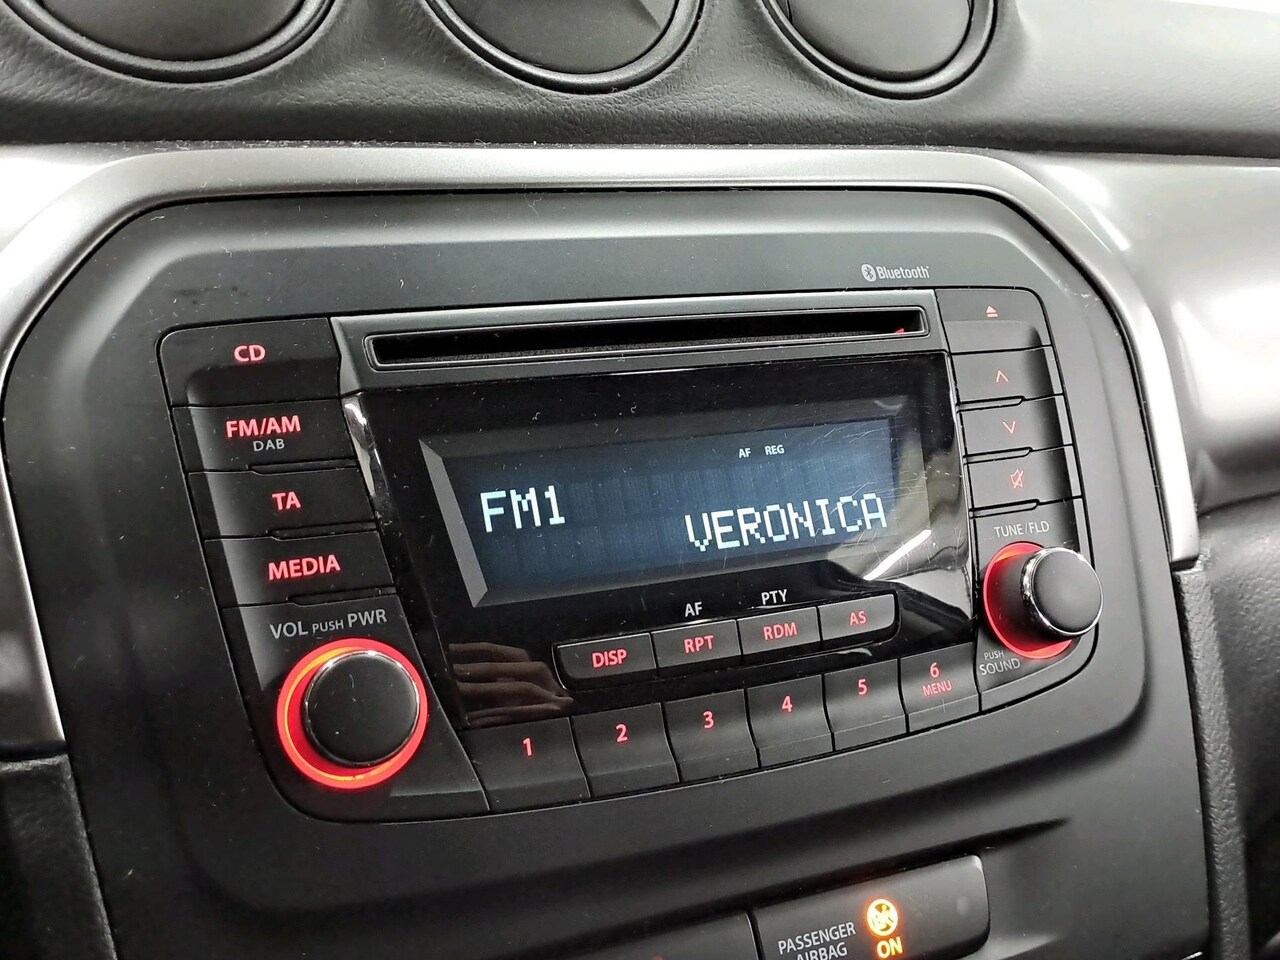 Bluetooth
CD
FM/AM
DAB
TA
MEDIA
VOL PUSH PWR
AF REG
FM1
VERONICA
AF
PTY
DISP
RPT
RDM
AS
1
2
3
4
5
6
MENU
TUNE/FLD
PUSH
SOUND
PASSENGER
AIRBAG
ON